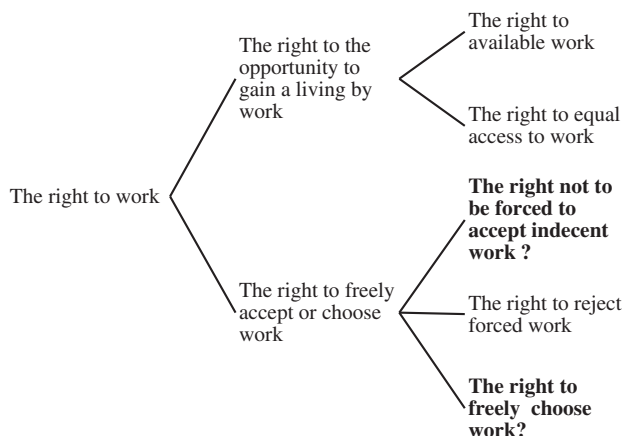 The right to work
The right to the
opportunity to
gain a living by
work
The right to
available work
The right to equal
access to work
The right to freely
accept or choose
work
The right not to
be forced to
accept indecent
work ?
The right to reject
forced work
The right to
freely choose
work?